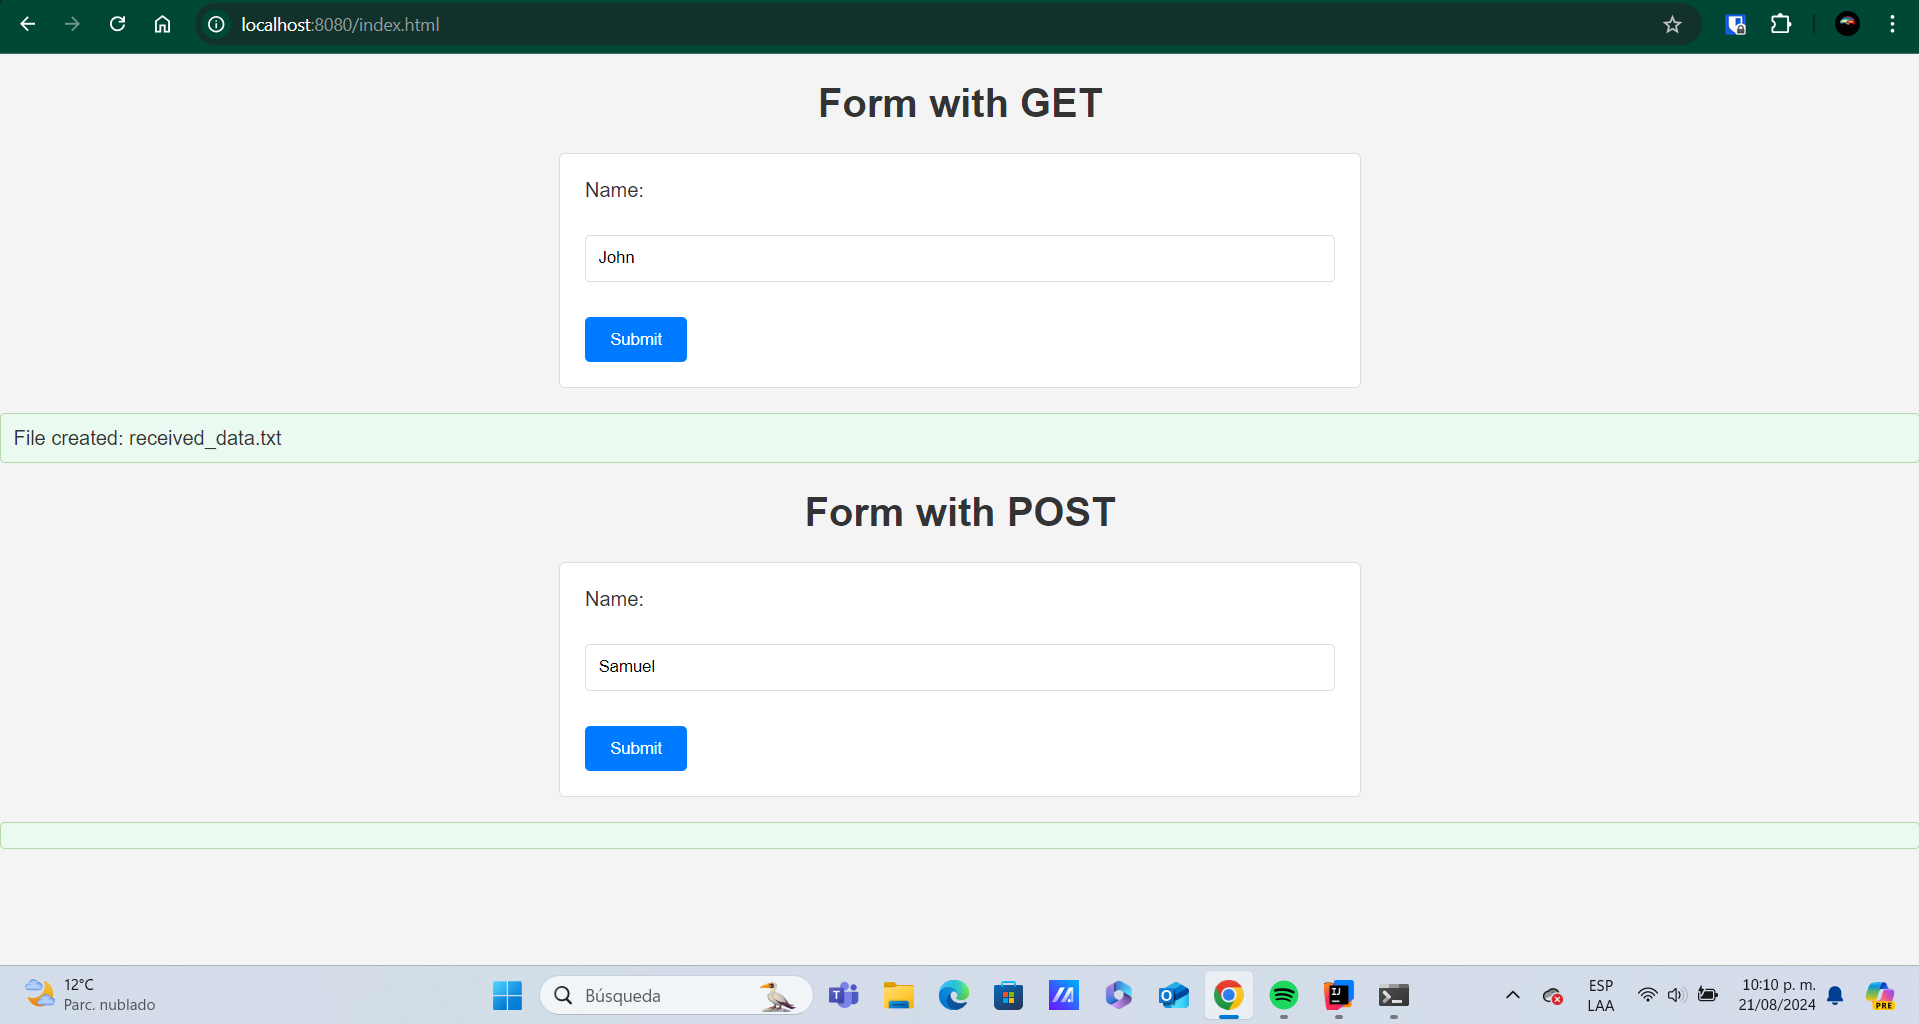 localhost:8080/index.html
Form with GET
Name:
John
Submit
File created: received_data.txt
Form with POST
Name:
Samuel
Submit
12°C
Parc. nublado
Búsqueda
ESP
LAA
10:10 p. m.
21/08/2024
PRE